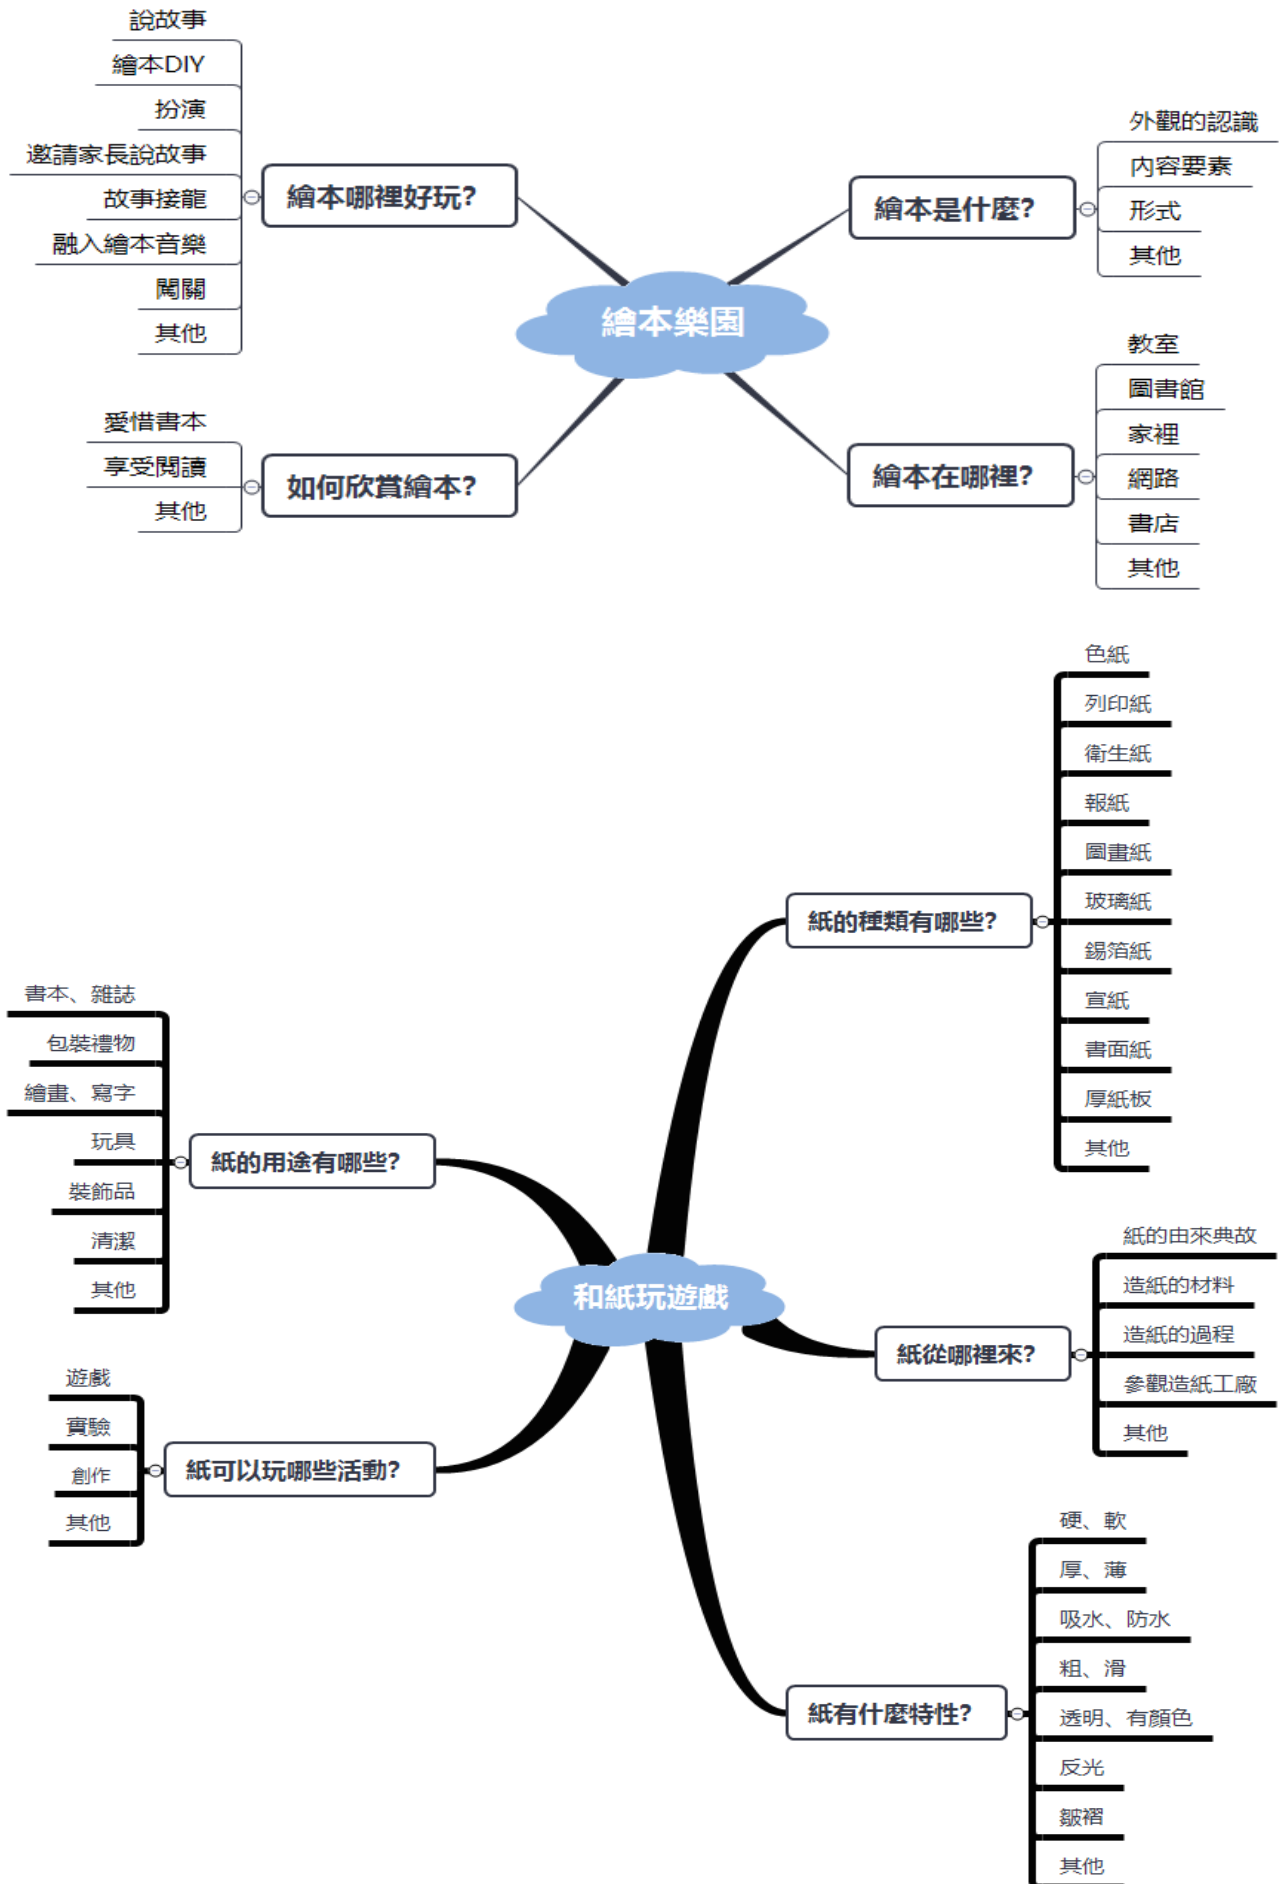 繪本樂園
繪本哪裡好玩?
說故事
繪本DIY
扮演
邀請家長說故事
故事接龍
融入繪本音樂
闖關
其他
如何欣賞繪本?
愛惜書本
享受閱讀
其他
繪本是什麼?
外觀的認識
內容要素
形式
其他
繪本在哪裡?
教室
圖書館
家裡
網路
書店
其他
和紙玩遊戲
紙的種類有哪些?
色紙
列印紙
衛生紙
報紙
圖畫紙
玻璃紙
錫箔紙
宣紙
書面紙
厚紙板
其他
紙從哪裡來?
紙的由來典故
造紙的材料
造紙的過程
參觀造紙工廠
其他
紙有什麼特性?
硬、軟
厚、薄
吸水、防水
粗、滑
透明、有顏色
反光
皺褶
其他
紙的用途有哪些?
書本、雜誌
包裝禮物
繪畫、寫字
玩具
裝飾品
清潔
其他
紙可以玩哪些活動?
遊戲
實驗
創作
其他